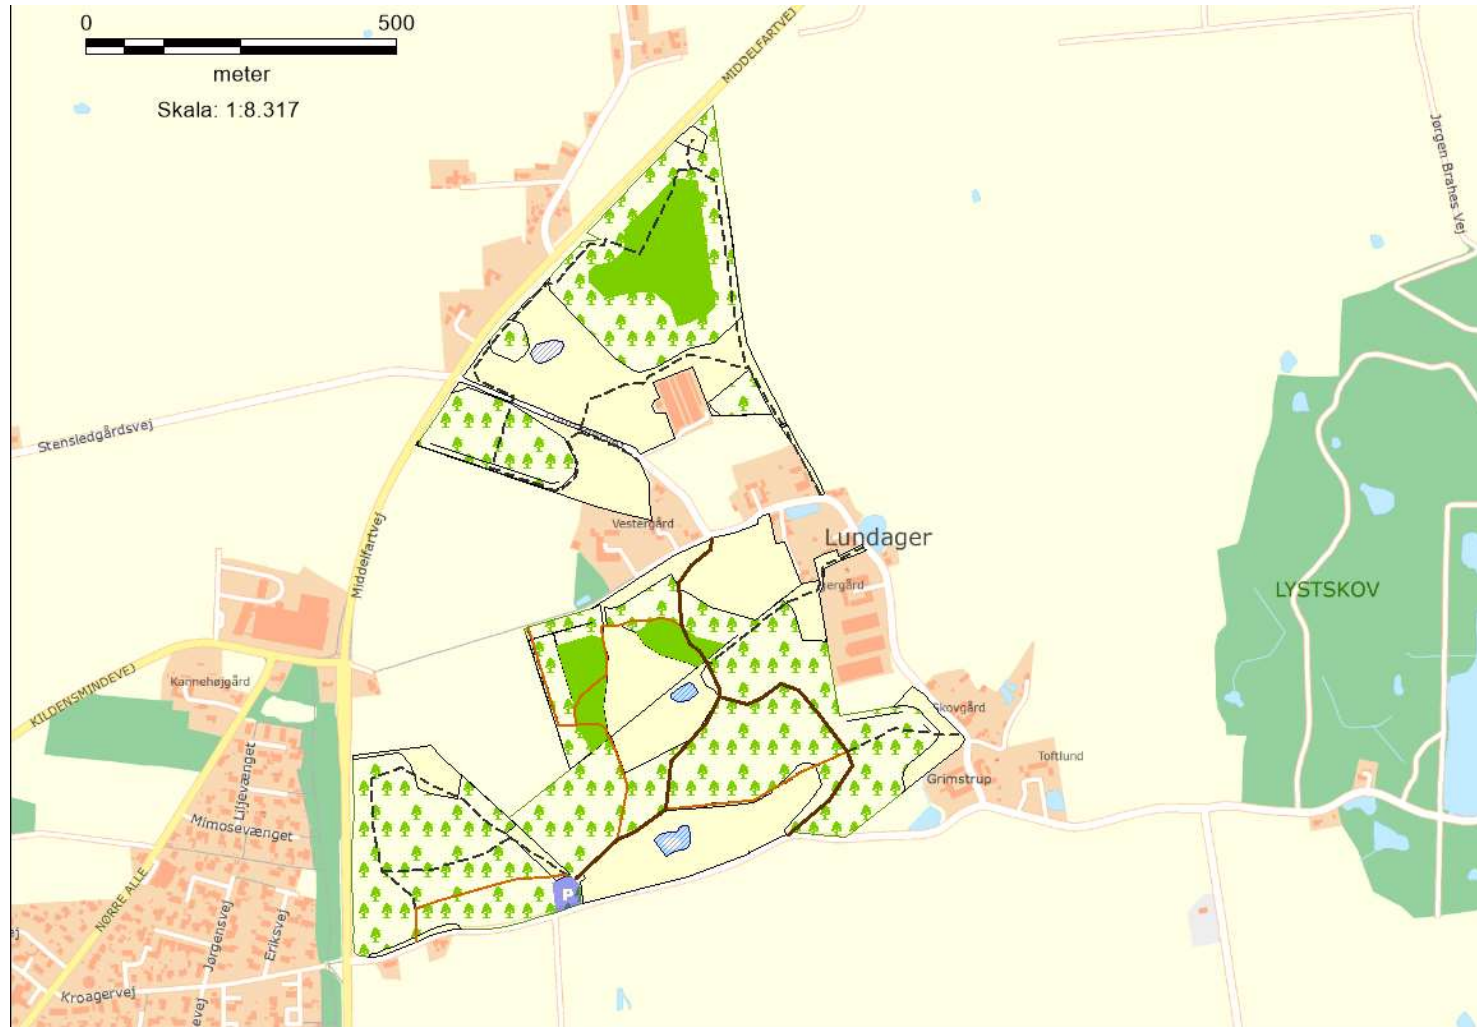 0 500
meter
Skala: 1:8.317
MIDDELFARTVEJ
Jørgen Brahes Vej
Stensledgårdsvej
Vestergård
Lundager
Middelfartvej
LYSTSKOV
KILDENSMINDEVEJ
Kannehøjgård
Skovgård
Toftlund
Grimstrup
Liljevænget
Mimosevænget
NØRRE ALLE
P
Jørgensvej
Eriksvej
Kroagervej